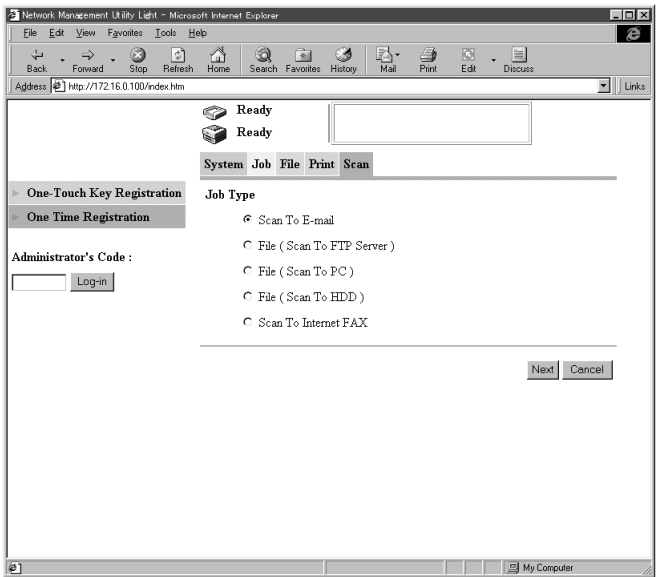 Network Management Utility Light - Microsoft Internet Explorer
File Edit View Favorites Tools Help
Back Forward Stop Refresh Home Search Favorites History Mail Print Edit Discuss
Address http://172.16.0.100/index.htm Links
Ready
Ready
System Job File Print Scan
One-Touch Key Registration
One Time Registration
Administrator's Code :
Log-in
Job Type
Scan To E-mail
File ( Scan To FTP Server )
File ( Scan To PC )
File ( Scan To HDD )
Scan To Internet FAX
Next Cancel
My Computer